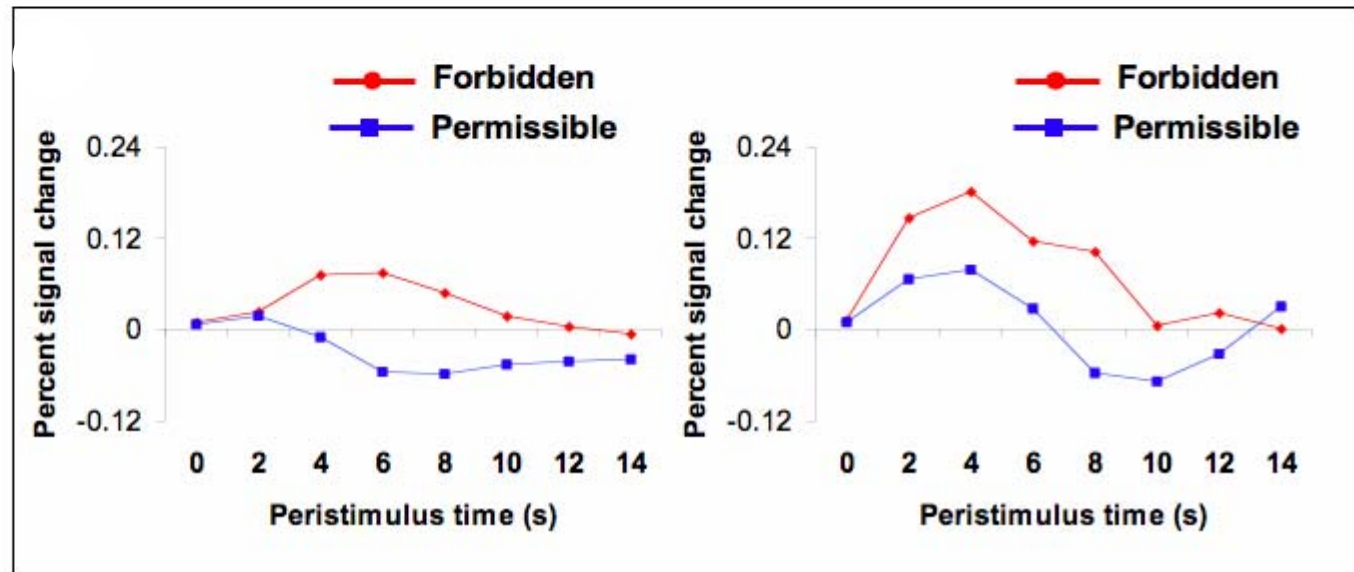 Forbidden
Permissible
Percent signal change
0.24
0.12
0
-0.12
0 2 4 6 8 10 12 14
Peristimulus time (s)
Forbidden
Permissible
Percent signal change
0.24
0.12
0
-0.12
0 2 4 6 8 10 12 14
Peristimulus time (s)